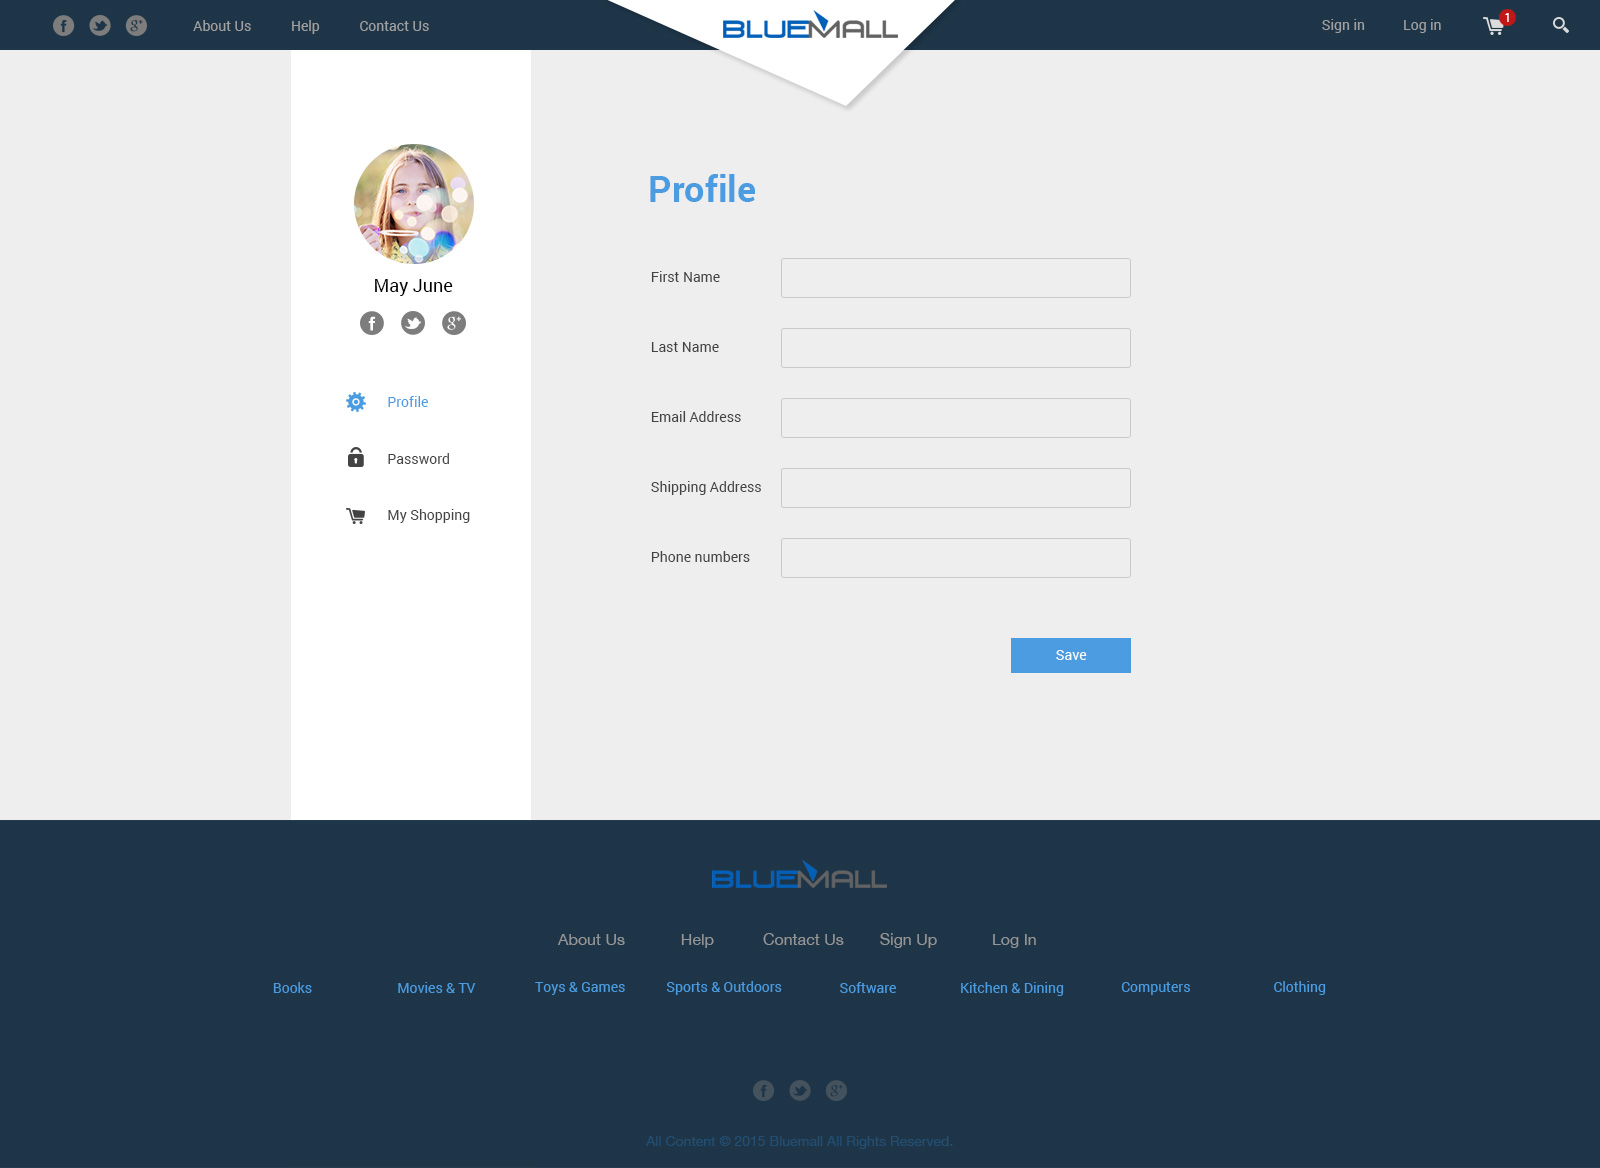 About Us Help Contact Us BLUEMALL Sign in Log in 1
Profile
May June
First Name
Last Name
Email Address
Shipping Address
Phone numbers
Profile
Password
My Shopping
Save
BLUEMALL
About Us Help Contact Us Sign Up Log In
Books Movies & TV Toys & Games Sports & Outdoors Software Kitchen & Dining Computers Clothing
All Content © 2015 Bluemall All Rights Reserved.